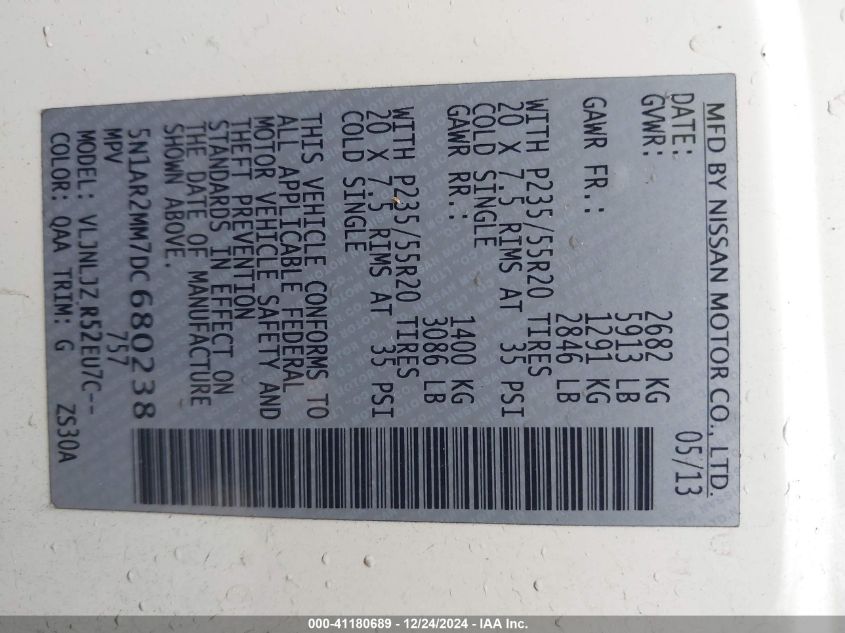 MFD BY NISSAN MOTOR CO., LTD.
DATE: 05/13
GVWR: 2682 KG
5913 LB
GAWR FR.: 1291 KG
2846 LB
WITH P235/55R20 TIRES
20 X 7.5 RIMS AT 35 PSI
COLD SINGLE
GAWR RR.: 1400 KG
3086 LB
WITH P235/55R20 TIRES
20 X 7.5 RIMS AT 35 PSI
COLD SINGLE
THIS VEHICLE CONFORMS TO
ALL APPLICABLE FEDERAL
MOTOR VEHICLE SAFETY AND
THEFT PREVENTION
STANDARDS IN EFFECT ON
THE DATE OF MANUFACTURE
SHOWN ABOVE.
5N1AR2MM7DC680238
MPV 757
MODEL: VLJNLJZ R52EU7C--
COLOR: QAA TRIM: G ZS30A
000-41180689 - 12/24/2024 - IAA Inc.